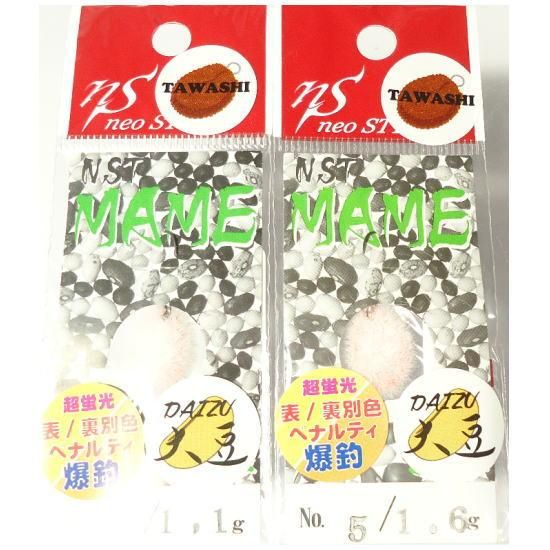 ns
TAWASHI
neo ST
NST
MAME
超蛍光
表/裏別色
ヘナルティ
爆釣
DAIZU
大豆
/1,1g
ns
TAWASHI
neo ST
NST
MAME
超蛍光
表/裏別色
ヘナルティ
爆釣
DAIZU
大豆
No. 5/1.6g